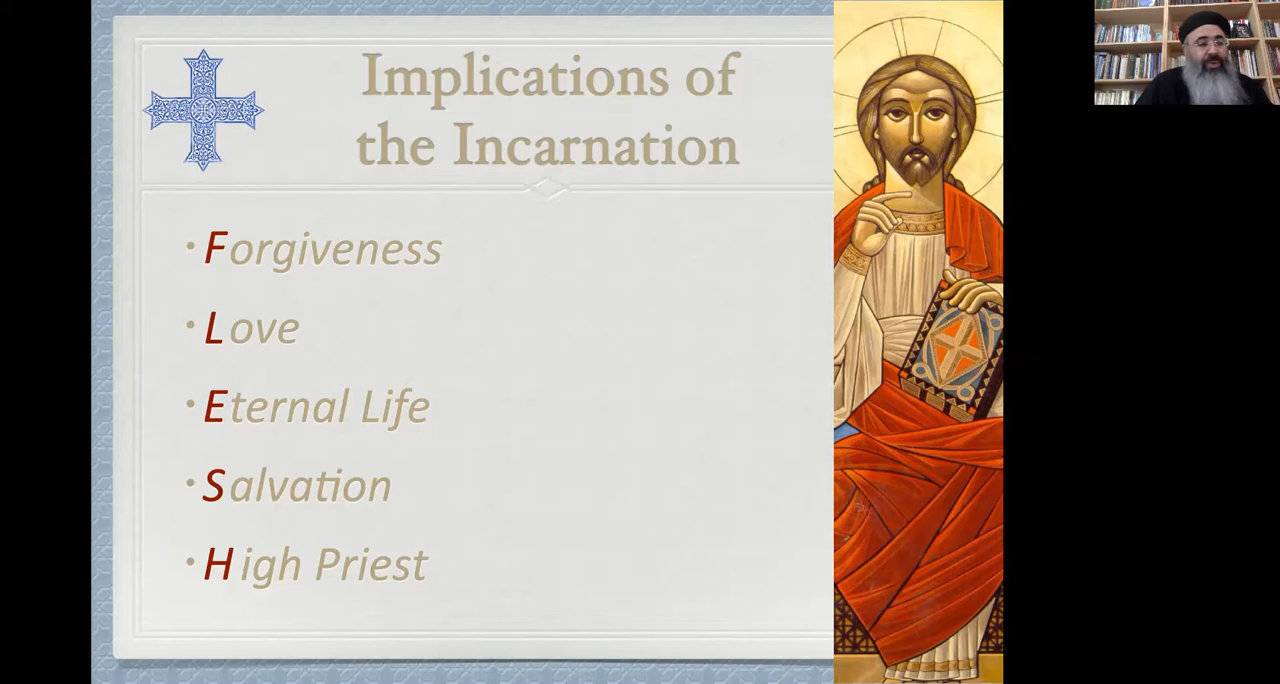 Implications of
the Incarnation
• Forgiveness
• Love
• Eternal Life
• Salvation
• High Priest